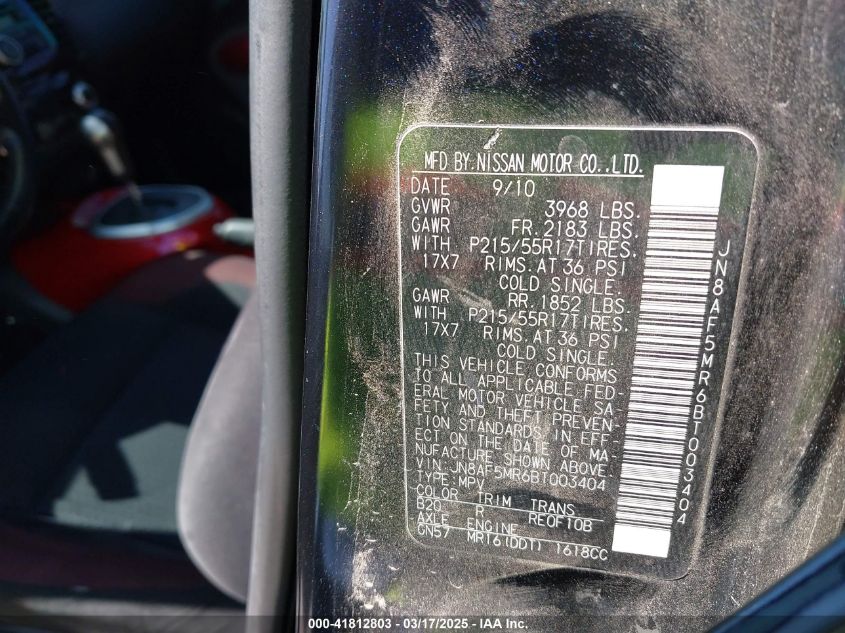 MFD BY.NISSAN MOTOR CO.,LTD.
DATE 9/10
GVWR 3968 LBS.
GAWR FR.2183 LBS.
WITH P215/55R17TIRES.
17X7 RIMS.AT 36 PSI
COLD SINGLE.
GAWR RR.1852 LBS.
WITH P215/55R17TIRES.
17X7 RIMS.AT 36 PSI
COLD SINGLE.
THIS VEHICLE CONFORMS
TO ALL APPLICABLE FED-
ERAL MOTOR VEHICLE SA-
FETY AND THEFT PREVEN-
TION STANDARDS IN EFF-
ECT ON THE DATE OF MA-
NUFACTURE SHOWN ABOVE.
VIN:JN8AF5MR6BT003404
TYPE:MPV
COLOR TRIM TRANS
B20 R RE0F10B
AXLE ENGINE
GN57 MR16(DDT) 1618CC
JN8AF5MR6BT003404
000-41812803 - 03/17/2025 - IAA Inc.